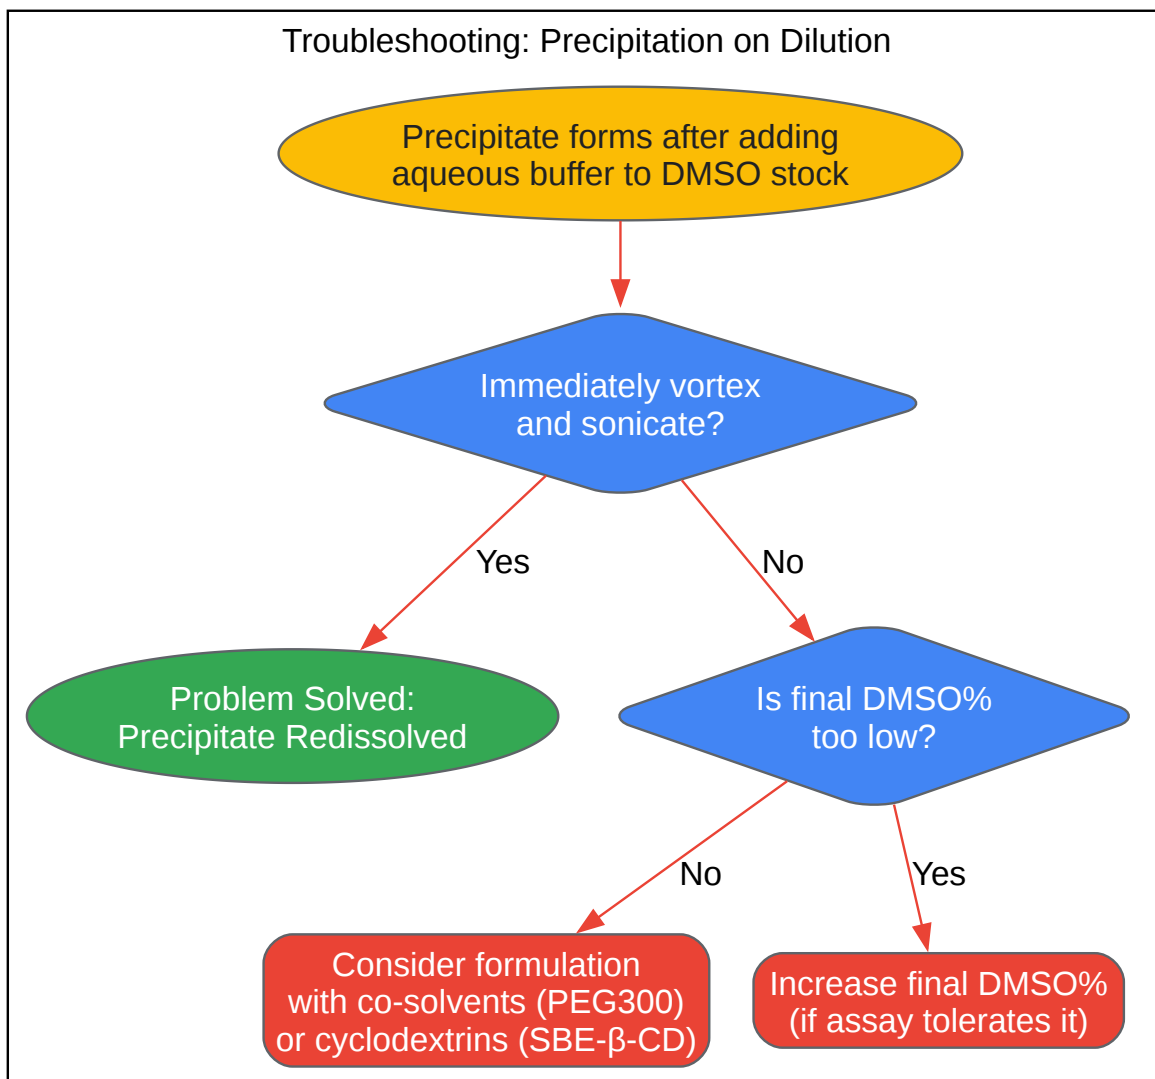 Troubleshooting: Precipitation on Dilution
Precipitate forms after adding
aqueous buffer to DMSO stock
Immediately vortex
and sonicate?
Yes
No
Problem Solved:
Precipitate Redissolved
Is final DMSO%
too low?
No
Yes
Consider formulation
with co-solvents (PEG300)
or cyclodextrins (SBE-β-CD)
Increase final DMSO%
(if assay tolerates it)